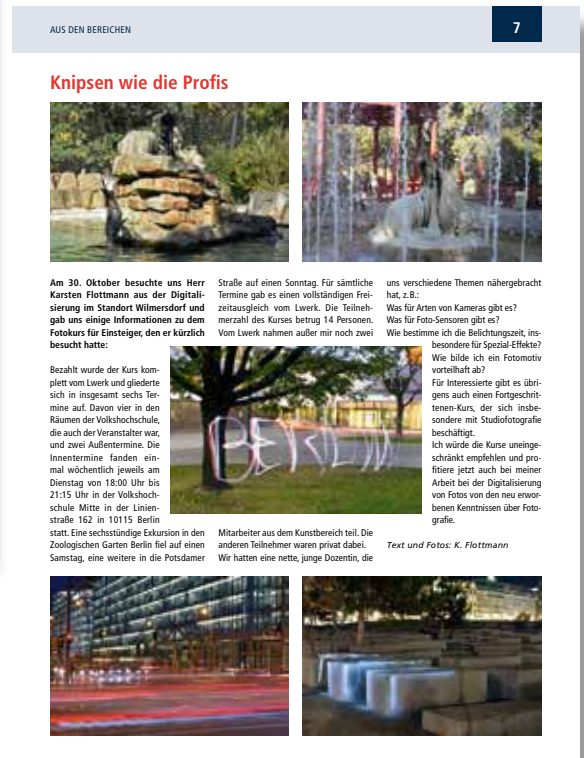 AUS DEN BEREICHEN
7
Knipsen wie die Profis
Am 30. Oktober besuchte uns Herr
Karsten Flottmann aus der Digitali-
sierung im Standort Wilmersdorf und
gab uns einige Informationen zu dem
Fotokurs für Einsteiger, den er kürzlich
besucht hatte:
Bezahlt wurde der Kurs kom-
plett vom Lwerk und gliederte
sich in insgesamt sechs Ter-
mine auf. Davon vier in den
Räumen der Volkshochschule,
die auch der Veranstalter war,
und zwei Außentermine. Die
Innentermine fanden ein-
mal wöchentlich jeweils am
Dienstag von 18:00 Uhr bis
21:15 Uhr in der Volkshoch-
schule Mitte in der Linien-
straße 162 in 10115 Berlin
statt. Eine sechsstündige Exkursion in den
Zoologischen Garten Berlin fiel auf einen
Samstag, eine weitere in die Potsdamer
Straße auf einen Sonntag. Für sämtliche
Termine gab es einen vollständigen Frei-
zeitausgleich vom Lwerk. Die Teilneh-
merzahl des Kurses betrug 14 Personen.
Vom Lwerk nahmen außer mir noch zwei
BERLIN
Mitarbeiter aus dem Kunstbereich teil. Die
anderen Teilnehmer waren privat dabei.
Wir hatten eine nette, junge Dozentin, die
uns verschiedene Themen nähergebracht
hat, z.B.:
Was für Arten von Kameras gibt es?
Was für Foto-Sensoren gibt es?
Wie bestimme ich die Belichtungszeit, ins-
besondere für Spezial-Effekte?
Wie bilde ich ein Fotomotiv
vorteilhaft ab?
Für Interessierte gibt es übri-
gens auch einen Fortgeschrit-
tenen-Kurs, der sich insbe-
sondere mit Studiofotografie
beschäftigt.
Ich würde die Kurse uneinge-
schränkt empfehlen und pro-
fitiere jetzt auch bei meiner
Arbeit bei der Digitalisierung
von Fotos von den neu erwor-
benen Kenntnissen über Foto-
grafie.
Text und Fotos: K. Flottmann